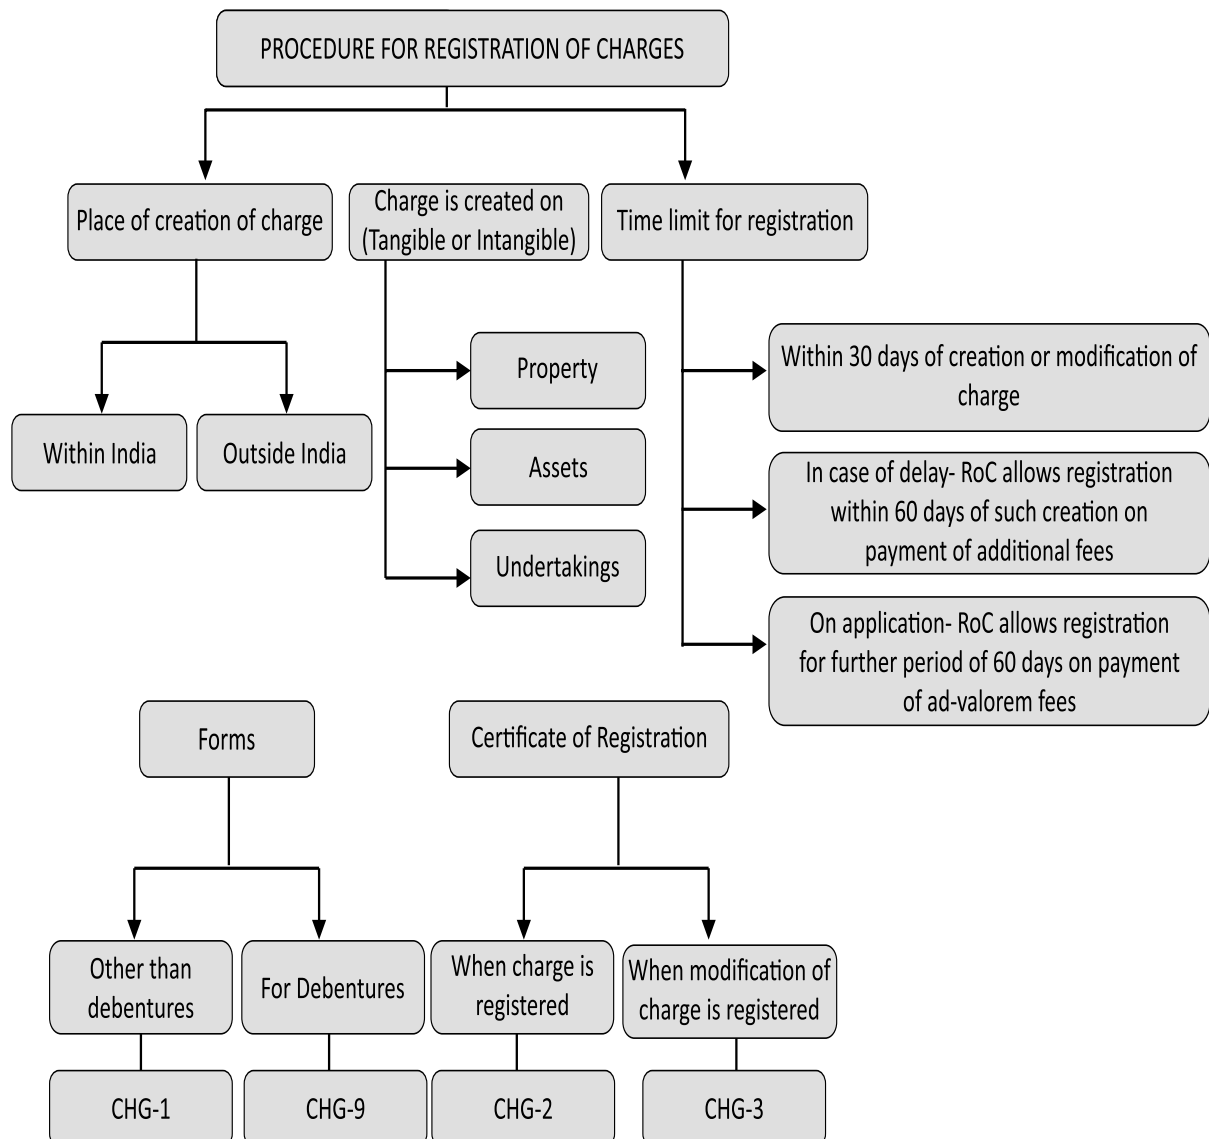 PROCEDURE FOR REGISTRATION OF CHARGES
Place of creation of charge
Charge is created on
(Tangible or Intangible)
Time limit for registration
Within India
Outside India
Property
Assets
Undertakings
Within 30 days of creation or modification of
charge
In case of delay- RoC allows registration
within 60 days of such creation on
payment of additional fees
On application- RoC allows registration
for further period of 60 days on payment
of ad-valorem fees
Forms
Certificate of Registration
Other than
debentures
For Debentures
When charge is
registered
When modification of
charge is registered
CHG-1
CHG-9
CHG-2
CHG-3